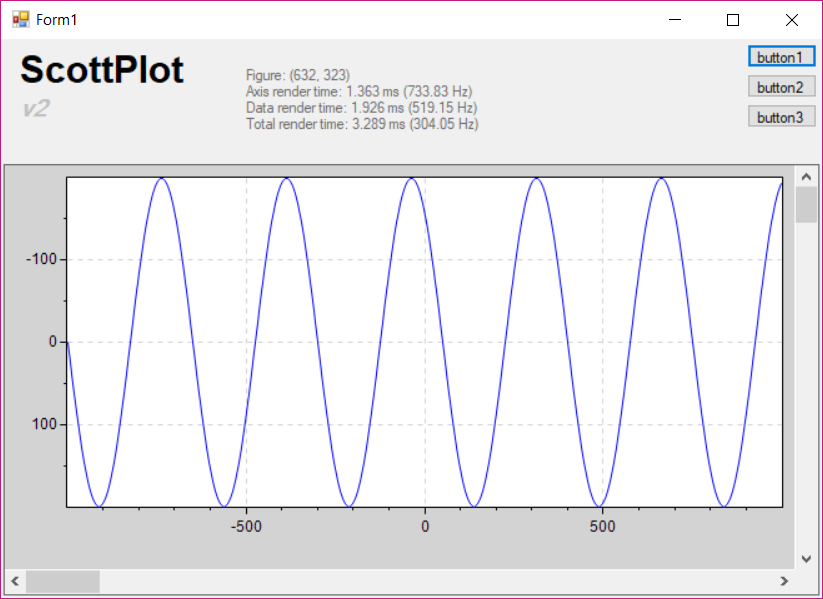 Form1
ScottPlot
v2
Figure: (632, 323)
Axis render time: 1.363 ms (733.83 Hz)
Data render time: 1.926 ms (519.15 Hz)
Total render time: 3.289 ms (304.05 Hz)
button1
button2
button3
-100
0
100
-500 0 500